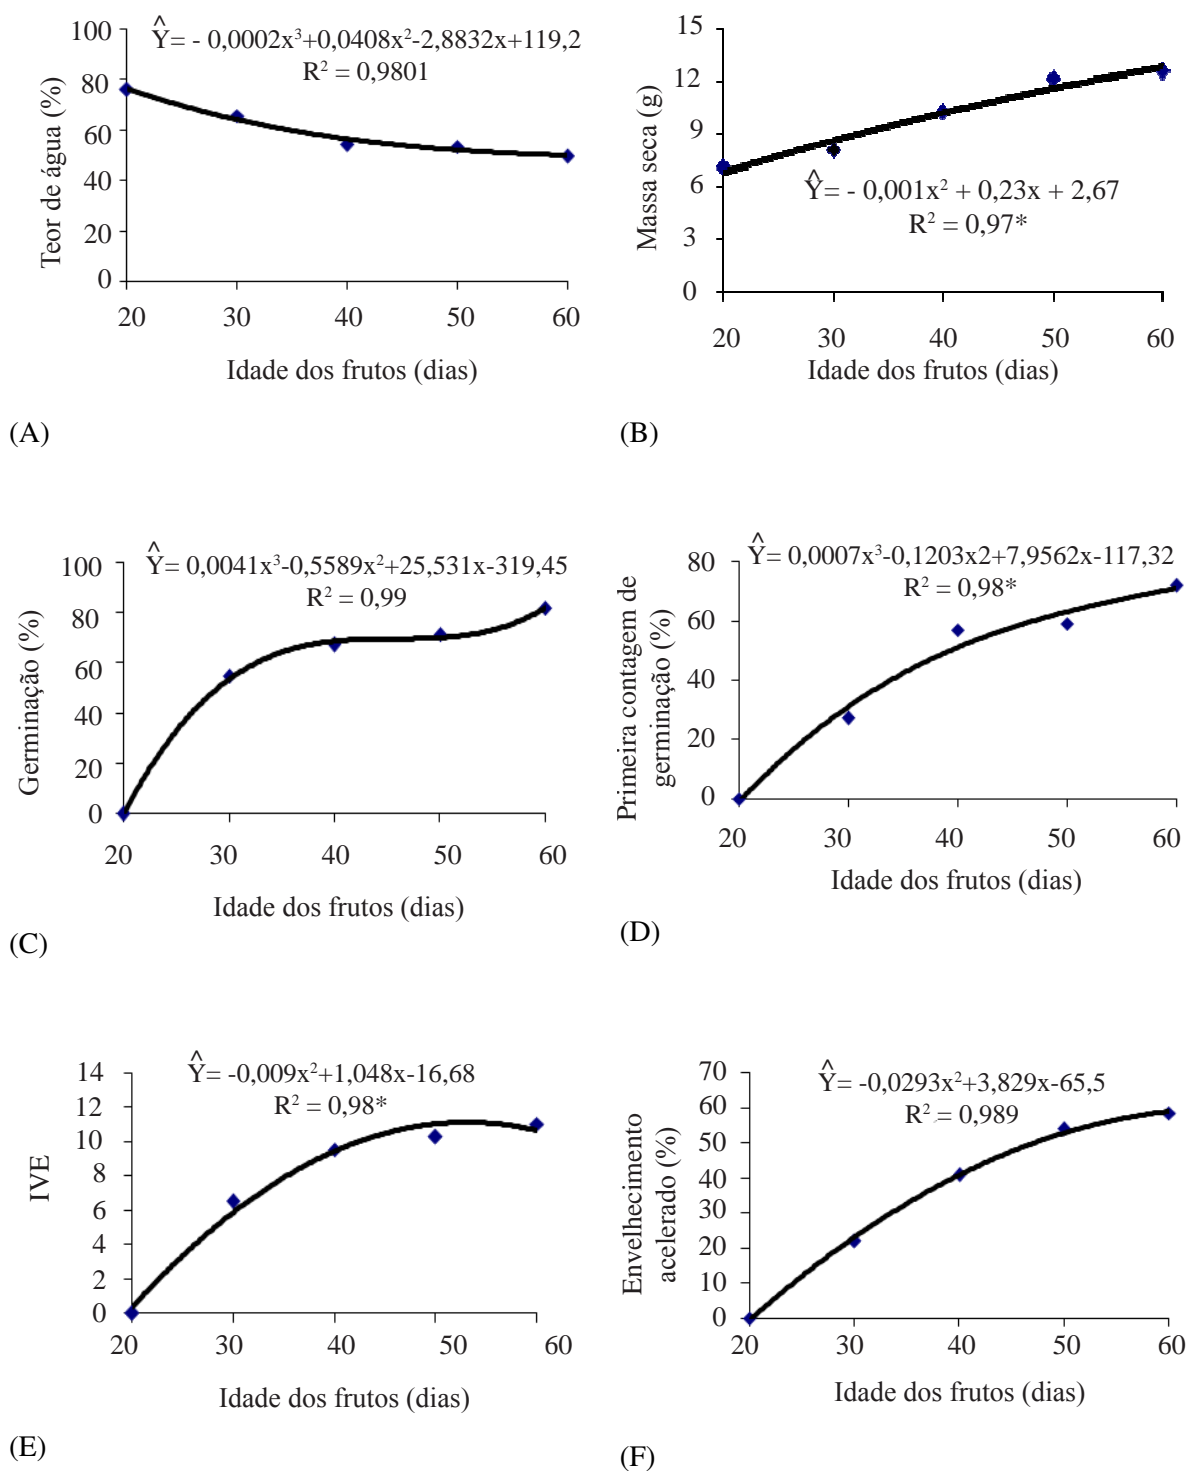 Ŷ= - 0,0002x³+0,0408x²-2,8832x+119,2
R² = 0,9801
Teor de água (%)
100
80
60
40
20
0
20 30 40 50 60
Idade dos frutos (dias)
(A)
Massa seca (g)
15
12
9
6
3
0
Ŷ= - 0,001x² + 0,23x + 2,67
R² = 0,97*
20 30 40 50 60
Idade dos frutos (dias)
(B)
Ŷ= 0,0041x³-0,5589x²+25,531x-319,45
R² = 0,99
Germinação (%)
100
80
60
40
20
0
20 30 40 50 60
Idade dos frutos (dias)
(C)
Ŷ= 0,0007x³-0,1203x2+7,9562x-117,32
R² = 0,98*
Primeira contagem de
germinação (%)
80
60
40
20
0
20 30 40 50 60
Idade dos frutos (dias)
(D)
Ŷ= -0,009x²+1,048x-16,68
R² = 0,98*
IVE
14
12
10
8
6
4
2
0
20 30 40 50 60
Idade dos frutos (dias)
(E)
Ŷ= -0,0293x²+3,829x-65,5
R² = 0,989
Envelhecimento
acelerado (%)
70
60
50
40
30
20
10
0
20 30 40 50 60
Idade dos frutos (dias)
(F)